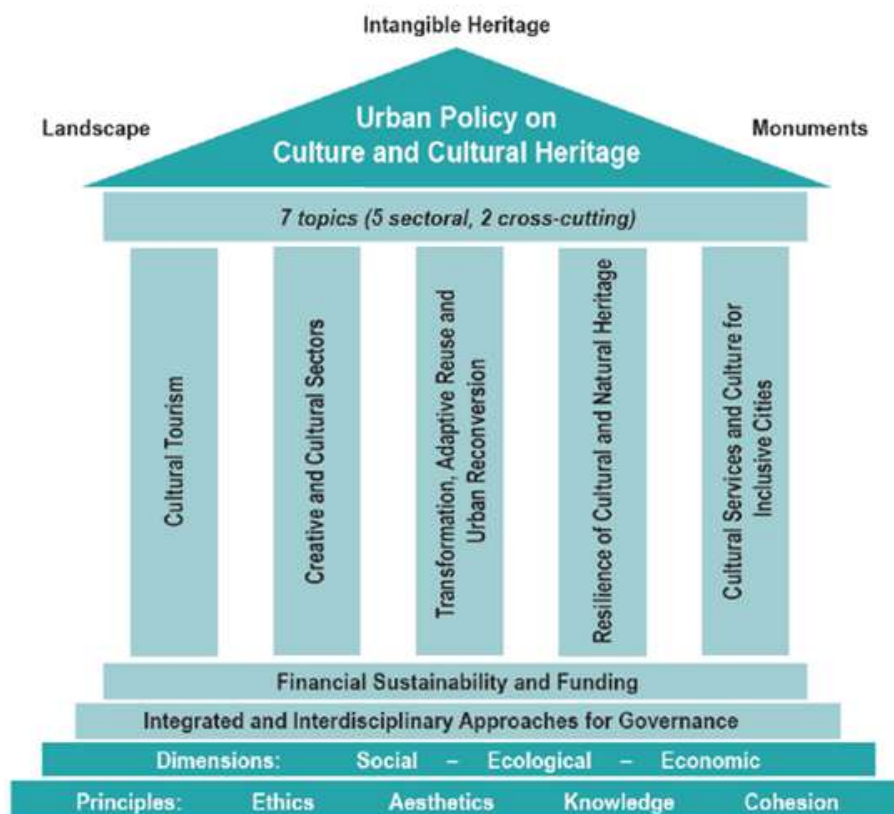 Intangible Heritage
Landscape
Monuments
Urban Policy on
Culture and Cultural Heritage
7 topics (5 sectoral, 2 cross-cutting)
Cultural Tourism
Creative and Cultural Sectors
Transformation, Adaptive Reuse and
Urban Reconversion
Resilience of Cultural and Natural Heritage
Cultural Services and Culture for
Inclusive Cities
Financial Sustainability and Funding
Integrated and Interdisciplinary Approaches for Governance
Dimensions: Social – Ecological – Economic
Principles: Ethics Aesthetics Knowledge Cohesion